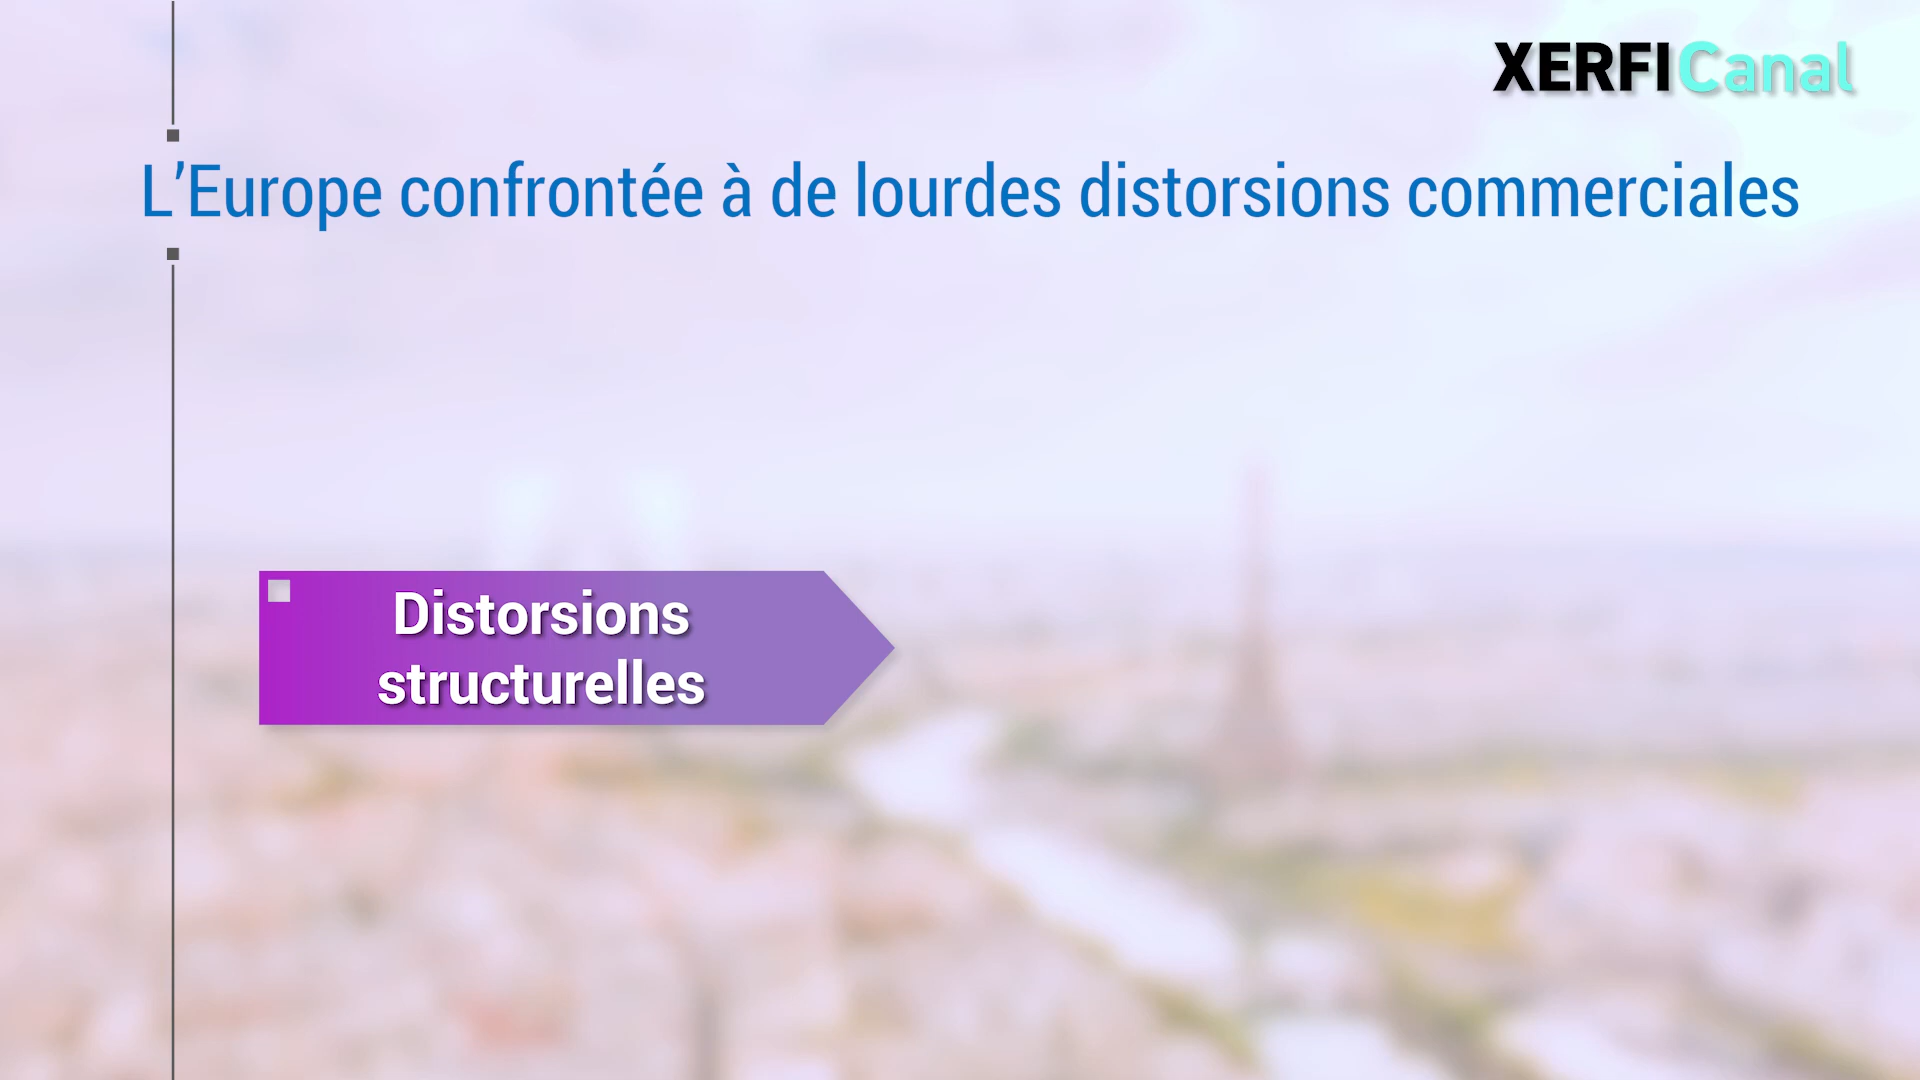 XERFI Canal
L’Europe confrontée à de lourdes distorsions commerciales
Distorsions
structurelles